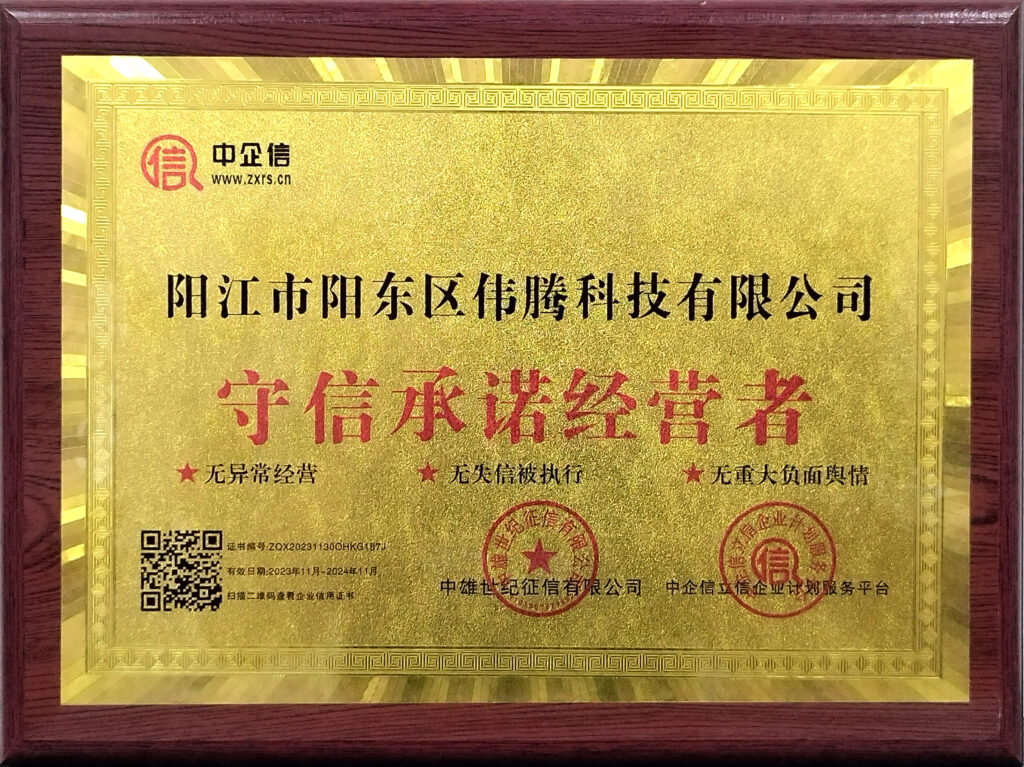 信 中企信
www.zxrs.cn
阳江市阳东区伟腾科技有限公司
守信承诺经营者
★无异常经营 ★无失信被执行 ★无重大负面舆情
证书编号:ZQX20231130OHKG187J
有效日期:2023年11月-2024年11月
扫描二维码查看企业信用证书
中雄世纪征信有限公司 中企信立信企业计划服务平台
信